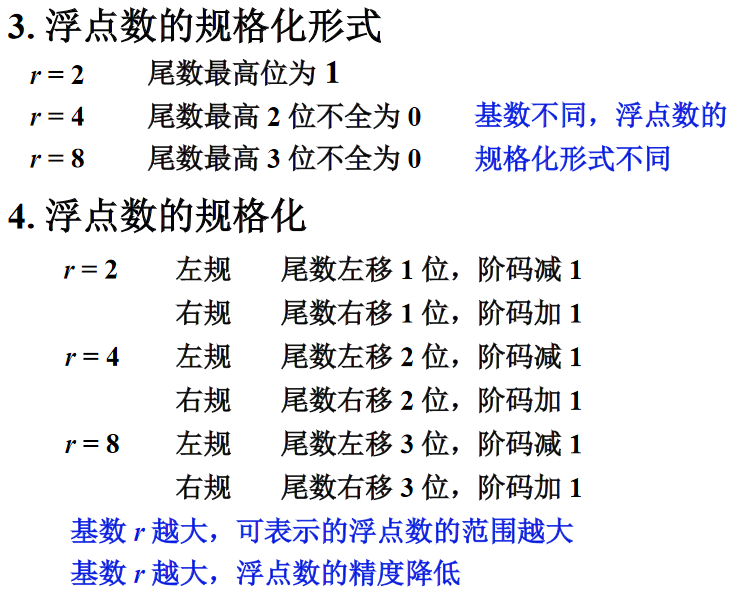 3. 浮点数的规格化形式
r = 2 尾数最高位为 1
r = 4 尾数最高 2 位不全为 0 基数不同，浮点数的
r = 8 尾数最高 3 位不全为 0 规格化形式不同
4. 浮点数的规格化
r = 2 左规 尾数左移 1 位，阶码减 1
右规 尾数右移 1 位，阶码加 1
r = 4 左规 尾数左移 2 位，阶码减 1
右规 尾数右移 2 位，阶码加 1
r = 8 左规 尾数左移 3 位，阶码减 1
右规 尾数右移 3 位，阶码加 1
基数 r 越大，可表示的浮点数的范围越大
基数 r 越大，浮点数的精度降低